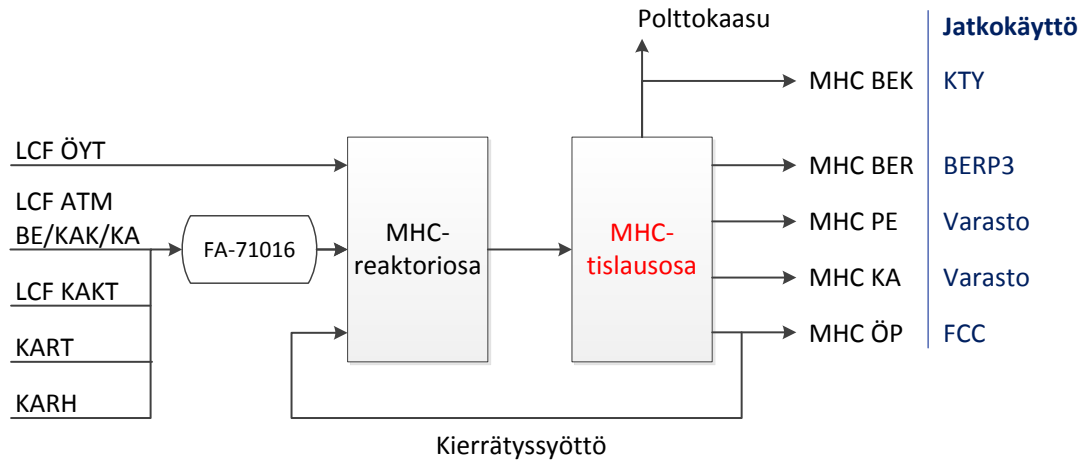 Polttokaasu
Jatkokäyttö
MHC BEK
KTY
LCF ÖYT
MHC BER
BERP3
LCF ATM
BE/KAK/KA
FA-71016
MHC-
reaktoriosa
MHC-
tislausosa
MHC PE
Varasto
LCF KAKT
MHC KA
Varasto
KART
MHC ÖP
FCC
KARH
Kierrätyssyöttö